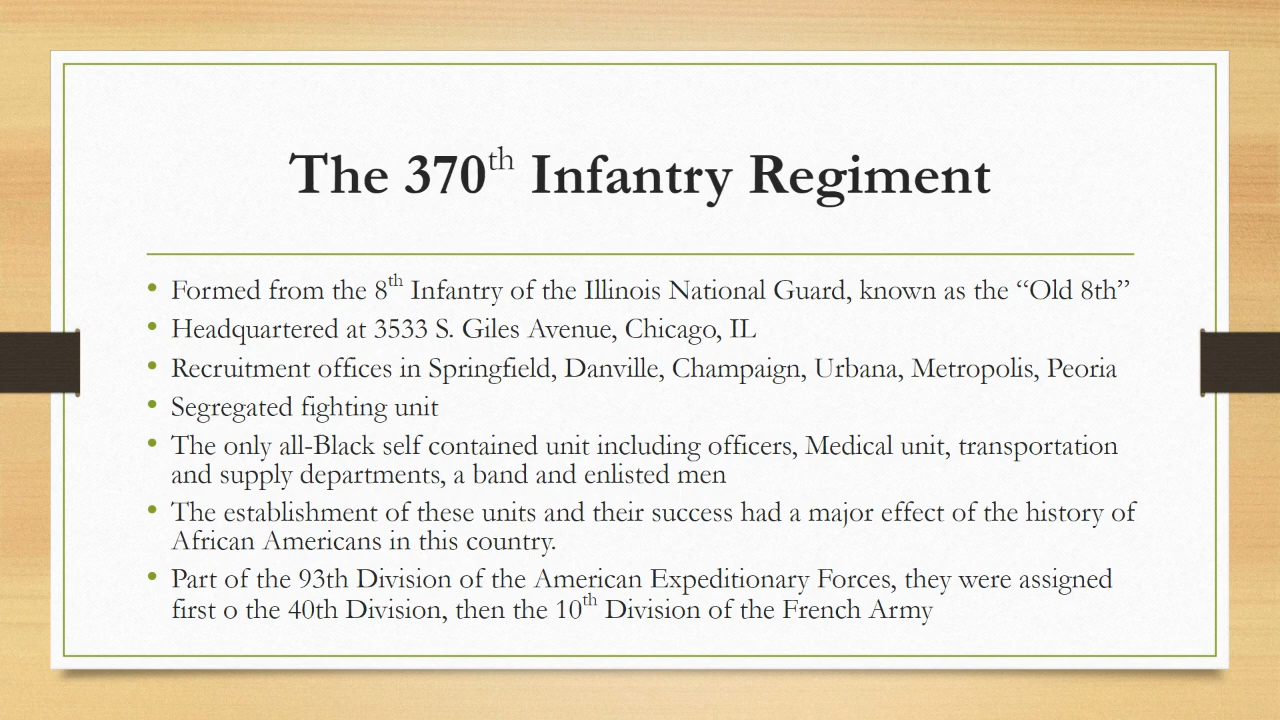 The 370th Infantry Regiment
• Formed from the 8th Infantry of the Illinois National Guard, known as the “Old 8th”
• Headquartered at 3533 S. Giles Avenue, Chicago, IL
• Recruitment offices in Springfield, Danville, Champaign, Urbana, Metropolis, Peoria
• Segregated fighting unit
• The only all-Black self contained unit including officers, Medical unit, transportation
and supply departments, a band and enlisted men
• The establishment of these units and their success had a major effect of the history of
African Americans in this country.
• Part of the 93th Division of the American Expeditionary Forces, they were assigned
first o the 40th Division, then the 10th Division of the French Army